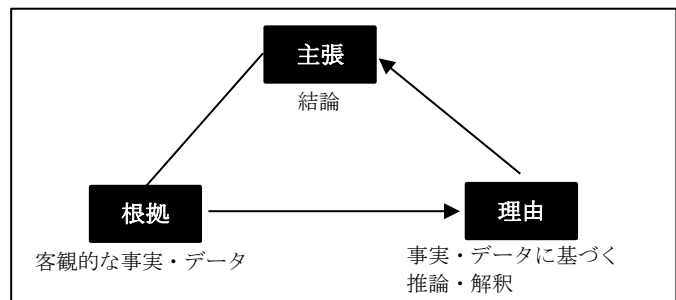 主張
結論
根拠
客観的な事実・データ
理由
事実・データに基づく
推論・解釈